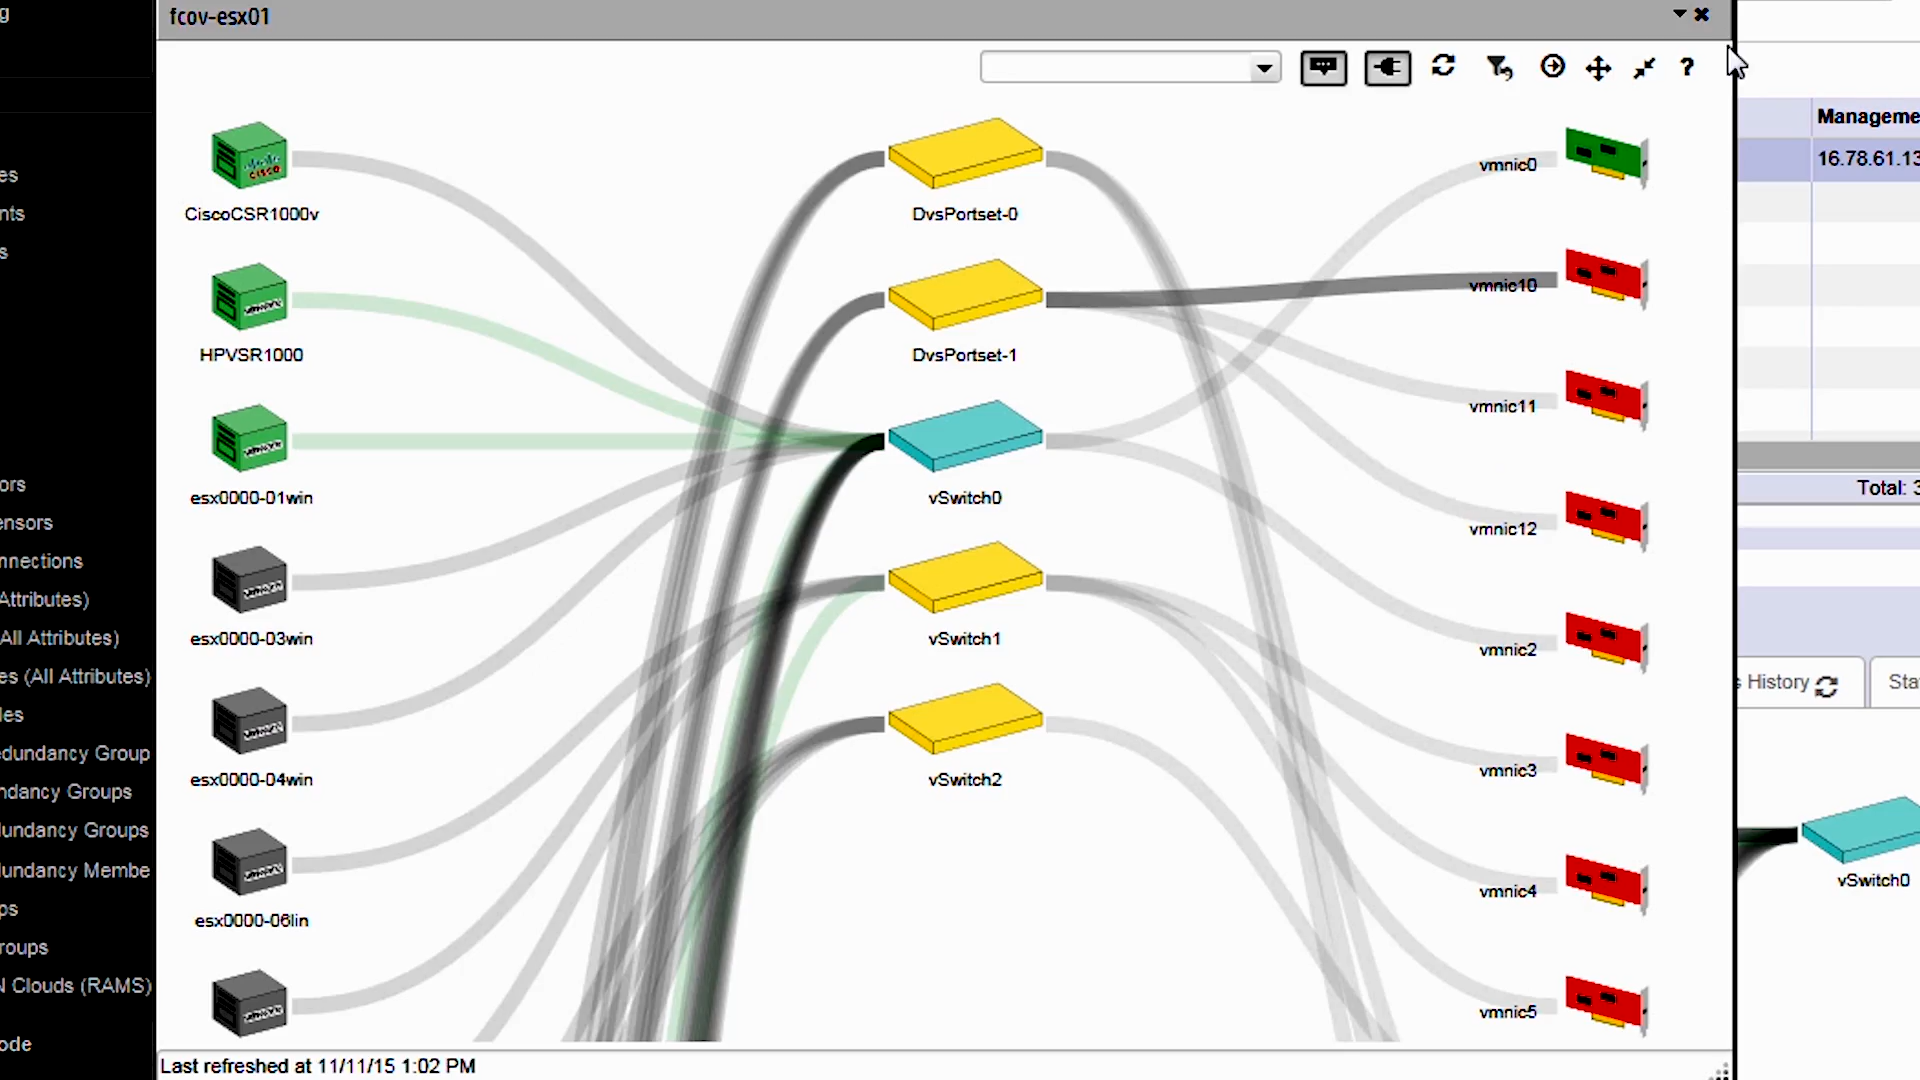 g
fcov-esx01
?
Manageme
16.78.61.13
es
nts
s
CiscoCSR1000v
HPVSR1000
esx0000-01win
esx0000-03win
esx0000-04win
esx0000-06lin
CISCO
DvsPortset-0
DvsPortset-1
vSwitch0
vSwitch1
vSwitch2
vmnic0
vmnic10
vmnic11
vmnic12
vmnic2
vmnic3
vmnic4
vmnic5
ors
ensors
nnections
Attributes)
All Attributes)
es (All Attributes)
les
edundancy Group
ndancy Groups
lundancy Groups
lundancy Membe
ps
roups
N Clouds (RAMS)
ode
Total: 3
s History
Sta
vSwitch0
Last refreshed at 11/11/15 1:02 PM